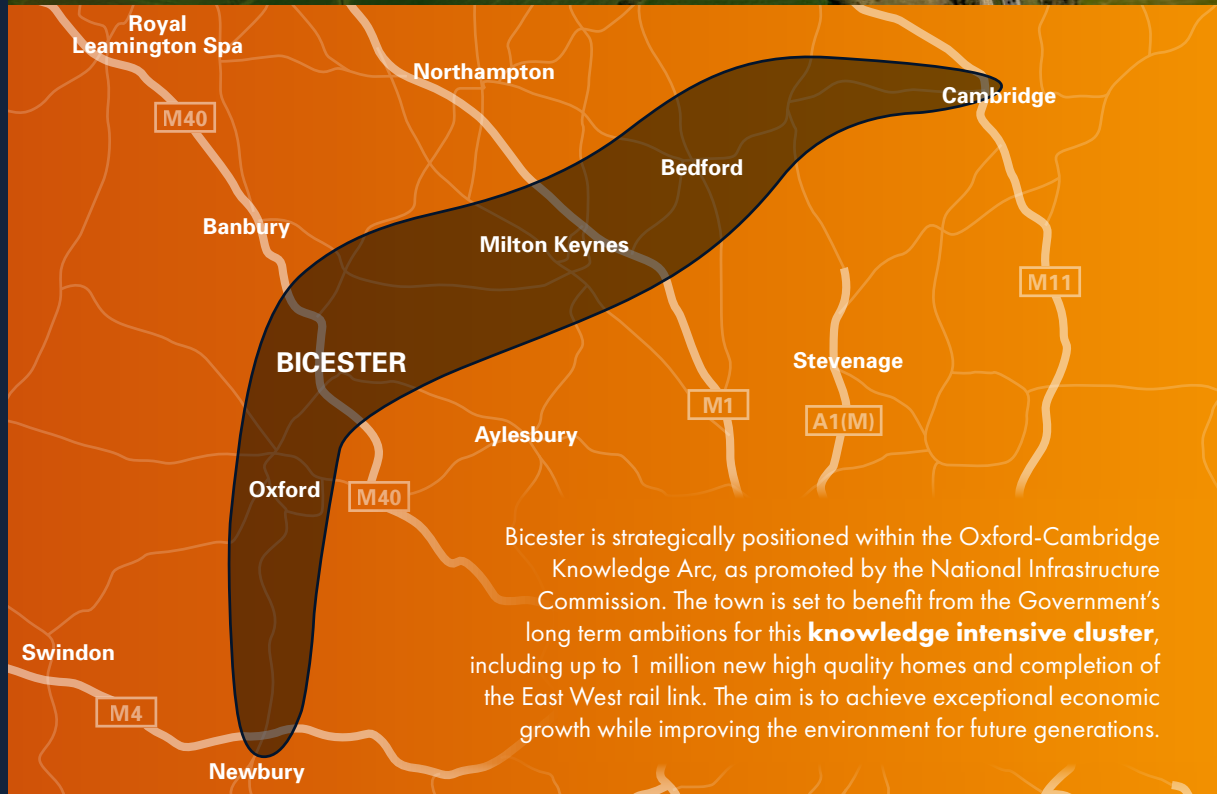 Royal
Leamington Spa
Northampton
Cambridge
M40
Bedford
Banbury
Milton Keynes
M11
BICESTER
Stevenage
M1
A1(M)
Aylesbury
Oxford
M40
Bicester is strategically positioned within the Oxford-Cambridge
Knowledge Arc, as promoted by the National Infrastructure
Commission. The town is set to benefit from the Government’s
long term ambitions for this knowledge intensive cluster,
including up to 1 million new high quality homes and completion of
the East West rail link. The aim is to achieve exceptional economic
growth while improving the environment for future generations.
Swindon
M4
Newbury